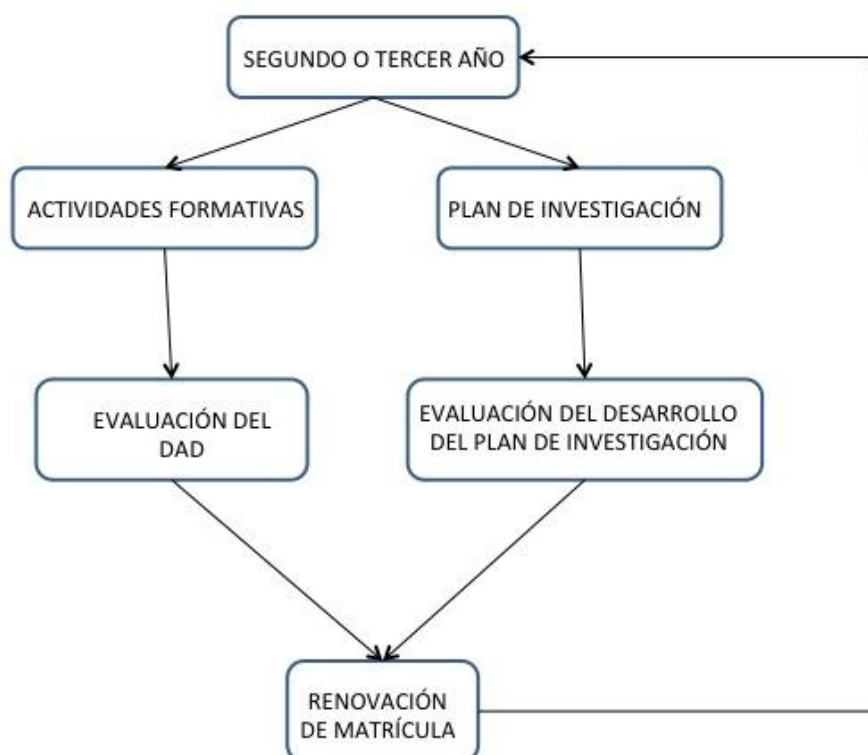 SEGUNDO O TERCER AÑO
ACTIVIDADES FORMATIVAS
PLAN DE INVESTIGACIÓN
EVALUACIÓN DEL
DAD
EVALUACIÓN DEL DESARROLLO
DEL PLAN DE INVESTIGACIÓN
RENOVACIÓN
DE MATRÍCULA